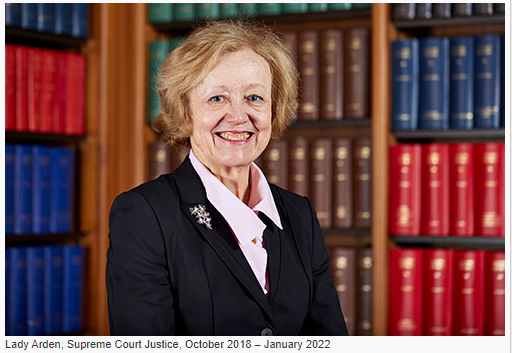 Lady Arden, Supreme Court Justice, October 2018 – January 2022